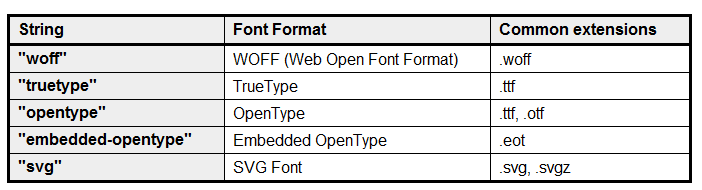 String Font Format Common extensions
"woff" WOFF (Web Open Font Format) .woff
"truetype" TrueType .ttf
"opentype" OpenType .ttf, .otf
"embedded-opentype" Embedded OpenType .eot
"svg" SVG Font .svg, .svgz